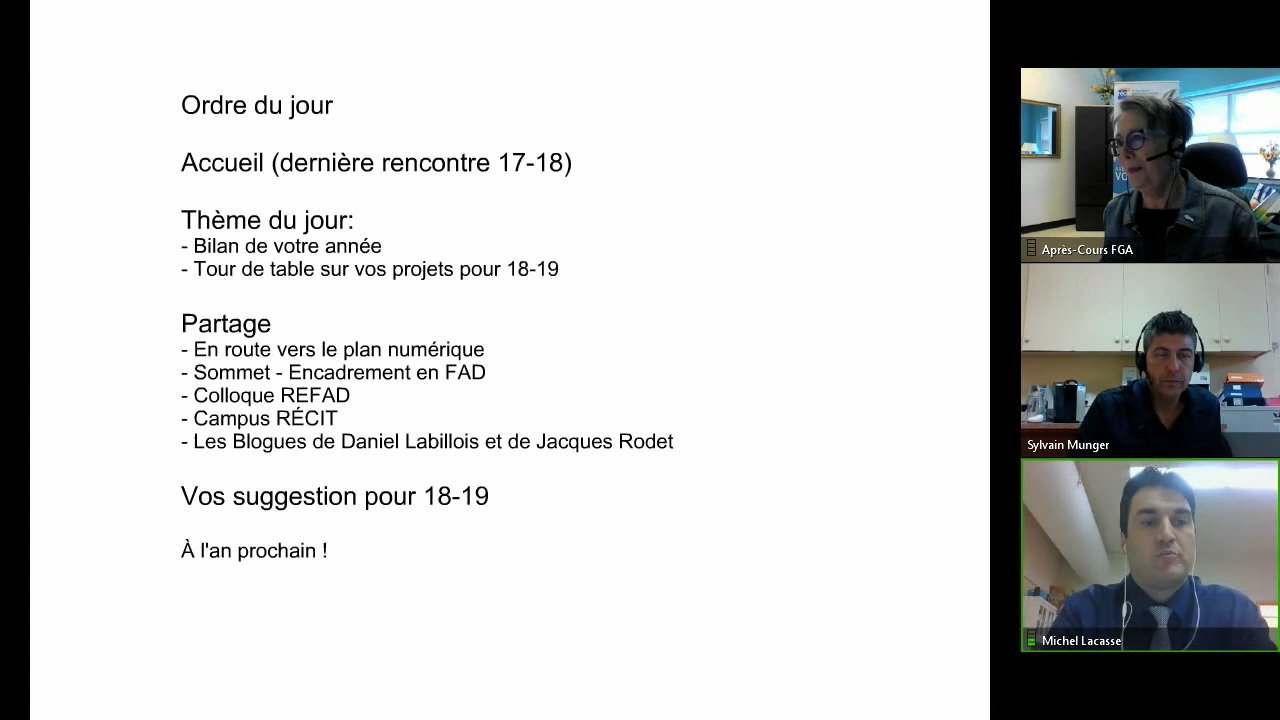 Ordre du jour
Accueil (dernière rencontre 17-18)
Thème du jour:
- Bilan de votre année
- Tour de table sur vos projets pour 18-19
Partage
- En route vers le plan numérique
- Sommet - Encadrement en FAD
- Colloque REFAD
- Campus RÉCIT
- Les Blogues de Daniel Labillois et de Jacques Rodet
Vos suggestion pour 18-19
À l'an prochain !
Après-Cours FGA
Sylvain Munger
Michel Lacasse